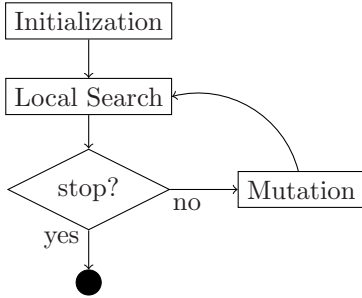 Initialization
Local Search
stop?
Mutation
no
yes